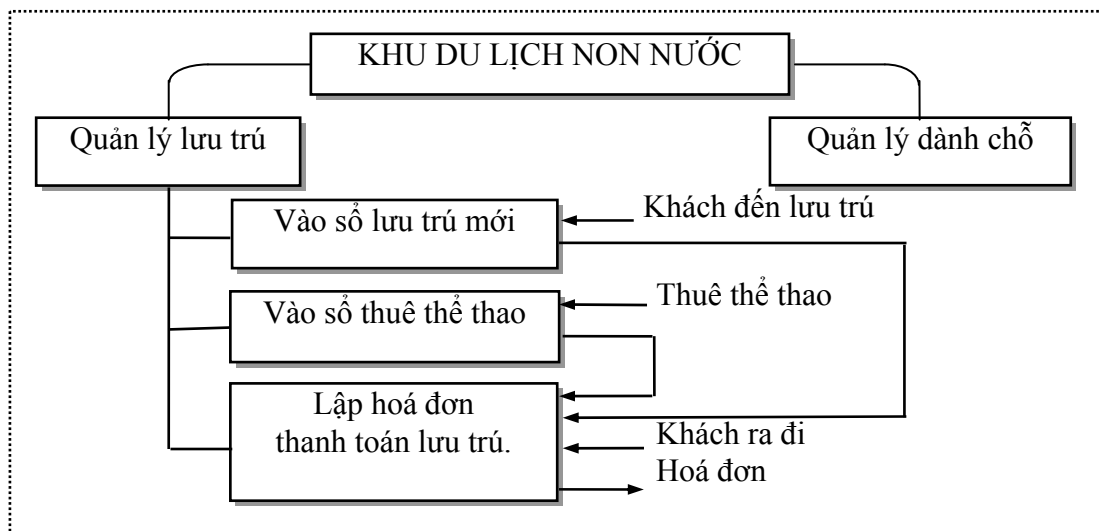 KHU DU LỊCH NON NƯỚC
Quản lý lưu trú
Quản lý dành chỗ
Vào sổ lưu trú mới
Khách đến lưu trú
Vào sổ thuê thể thao
Thuê thể thao
Lập hoá đơn
thanh toán lưu trú.
Khách ra đi
Hoá đơn